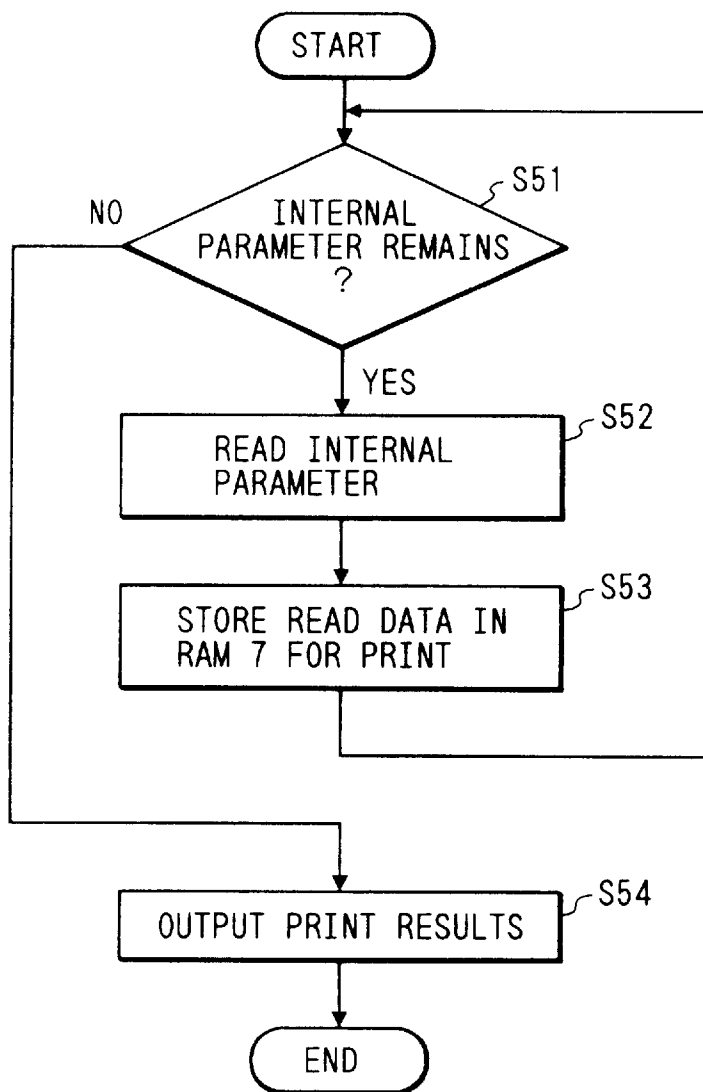 START
S51
NO
INTERNAL
PARAMETER REMAINS
?
YES
S52
READ INTERNAL
PARAMETER
S53
STORE READ DATA IN
RAM 7 FOR PRINT
S54
OUTPUT PRINT RESULTS
END